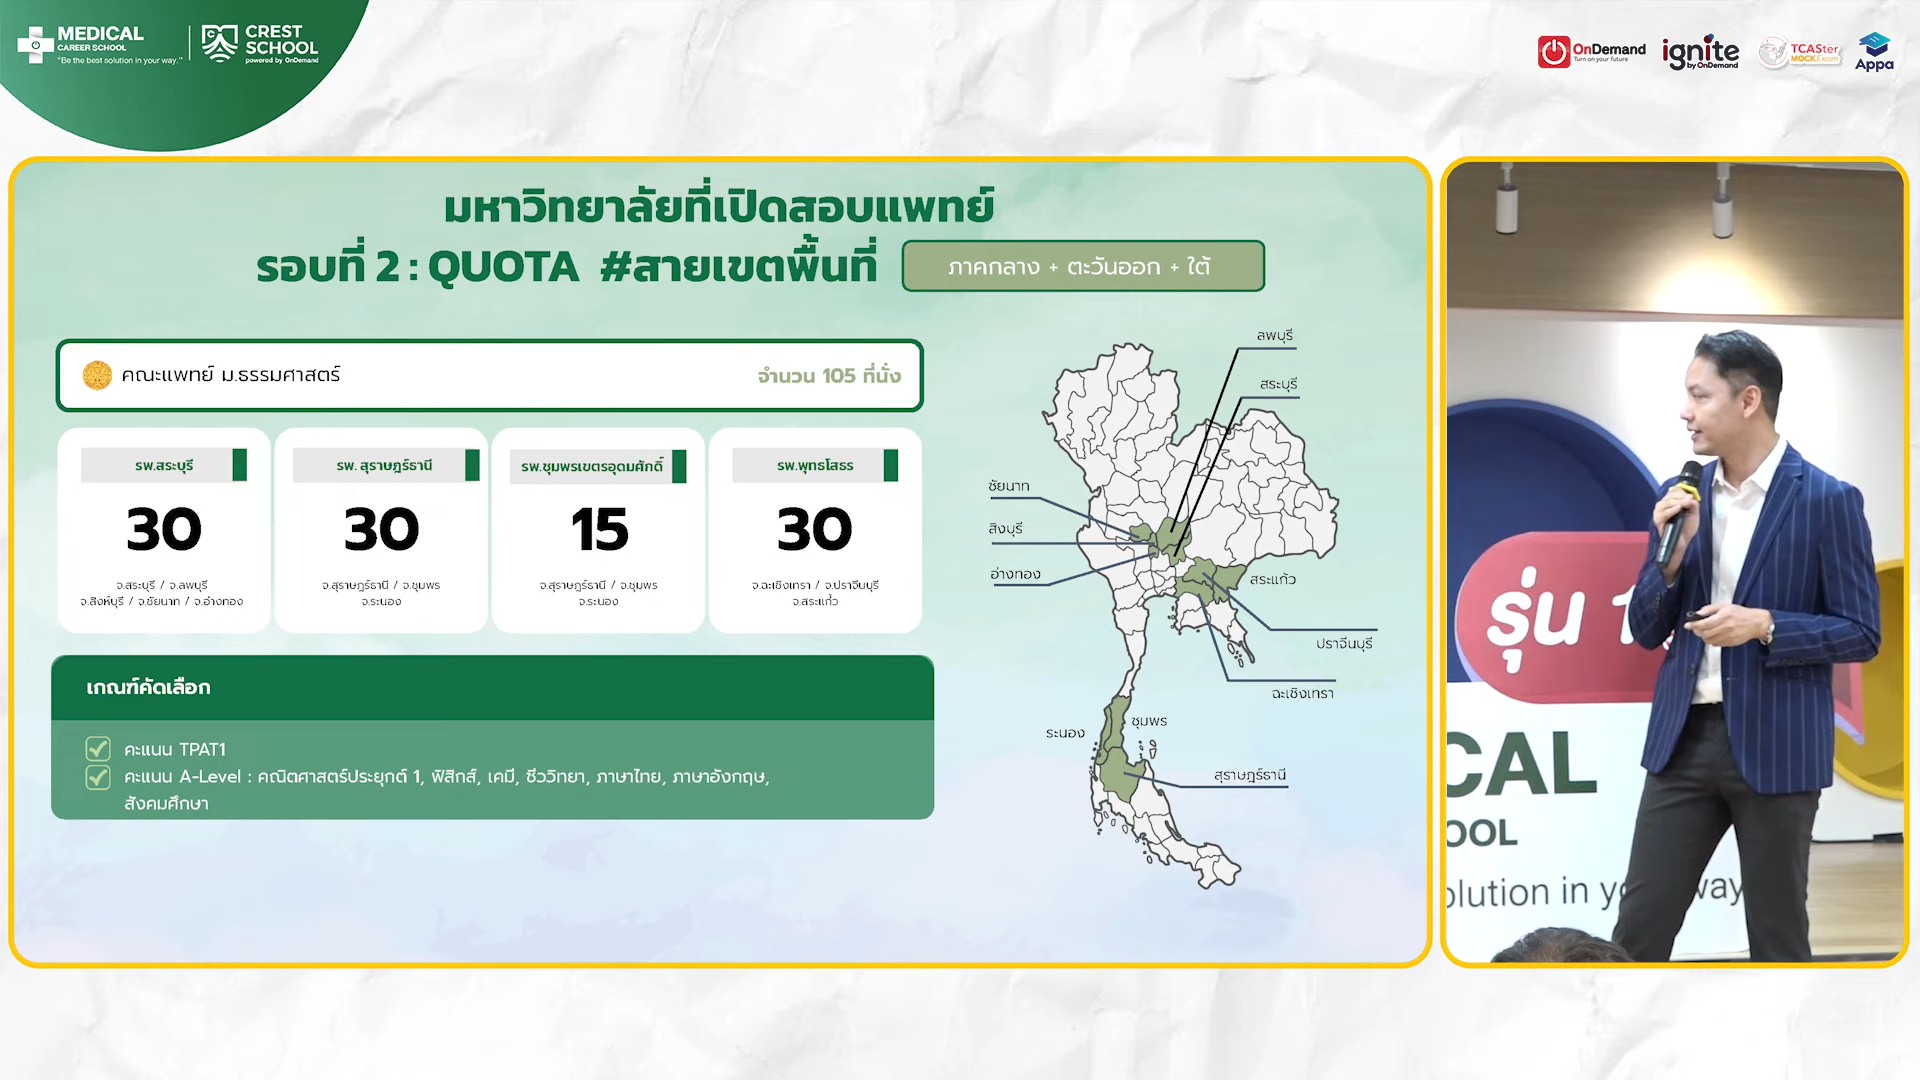 MEDICAL
CAREER SCHOOL
"Be the best solution in your way."
CREST
SCHOOL
powered by OnDemand
OnDemand
Turn on your future
ignite
by OnDemand
TCASter
MOCK Exam
Appa
มหาวิทยาลัยที่เปิดสอบแพทย์
รอบที่ 2 : QUOTA #สายเขตพื้นที่
ภาคกลาง + ตะวันออก + ใต้
คณะแพทย์ ม.ธรรมศาสตร์
จำนวน 105 ที่นั่ง
รพ.สระบุรี
30
จ.สระบุรี / จ.ลพบุรี
จ.สิงห์บุรี / จ.ชัยนาท / จ.อ่างทอง
รพ. สุราษฎร์ธานี
30
จ.สุราษฎร์ธานี / จ.ชุมพร
จ.ระนอง
รพ.ชุมพรเขตรอุดมศักดิ์
15
จ.สุราษฎร์ธานี / จ.ชุมพร
จ.ระนอง
รพ.พุทธโสธร
30
จ.ฉะเชิงเทรา / จ.ปราจีนบุรี
จ.สระแก้ว
เกณฑ์คัดเลือก
คะแนน TPAT1
คะแนน A-Level : คณิตศาสตร์ประยุกต์ 1, ฟิสิกส์, เคมี, ชีววิทยา, ภาษาไทย, ภาษาอังกฤษ,
สังคมศึกษา
ลพบุรี
สระบุรี
ชัยนาท
สิงบุรี
อ่างทอง
สระแก้ว
ปราจีนบุรี
ฉะเชิงเทรา
ชุมพร
ระนอง
สุราษฎร์ธานี
รุ่น 1
CAL
OOL
olution in y way